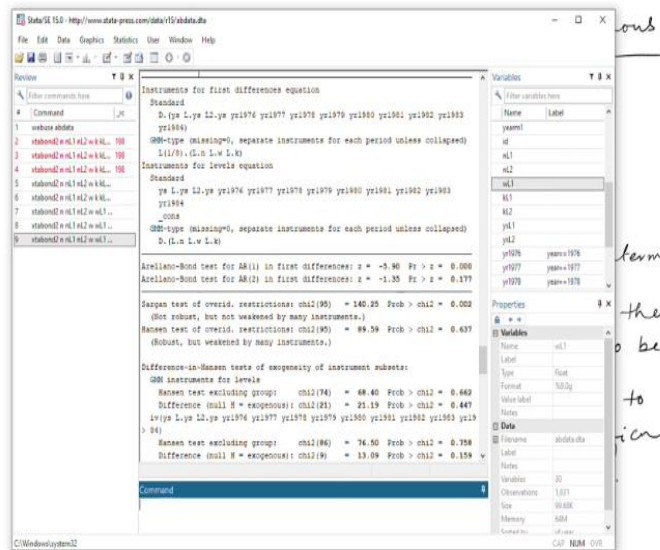 Stata/SE 15.0 - http://www.stata-press.com/data/r15/abdata.dta
File Edit Data Graphics Statistics User Window Help
Review
Filter commands here
# Command _rc
1 webuse abdata
2 xtabond2 n nL1 nL2 w k kL... 198
3 xtabond2 n nL1 nL2 w k kL... 198
4 xtabond2 n nL1 nL2 w k kL... 198
5 xtabond2 n nL1 nL2 w wL1 ...
6 xtabond2 n nL1 nL2 w wL1 ...
7 xtabond2 n nL1 nL2 w wL1 ...
8 xtabond2 n nL1 nL2 w wL1 ...
9 xtabond2 n nL1 nL2 w wL1 ...
Instruments for first differences equation
Standard
D.(ys L.ys L2.ys yr1976 yr1977 yr1978 yr1979 yr1980 yr1981 yr1982 yr1983
yr1984)
GMM-type (missing=0, separate instruments for each period unless collapsed)
L(1/8).(L.n L.w L.k)
Instruments for levels equation
Standard
ys L.ys L2.ys yr1976 yr1977 yr1978 yr1979 yr1980 yr1981 yr1982 yr1983
yr1984
_cons
GMM-type (missing=0, separate instruments for each period unless collapsed)
D.(L.n L.w L.k)
Arellano-Bond test for AR(1) in first differences: z = -5.90 Pr > z = 0.000
Arellano-Bond test for AR(2) in first differences: z = -1.35 Pr > z = 0.177
Sargan test of overid. restrictions: chi2(95) = 140.25 Prob > chi2 = 0.002
(Not robust, but not weakened by many instruments.)
Hansen test of overid. restrictions: chi2(95) = 89.59 Prob > chi2 = 0.637
(Robust, but weakened by many instruments.)
Difference-in-Hansen tests of exogeneity of instrument subsets:
GMM instruments for levels
Hansen test excluding group: chi2(74) = 68.40 Prob > chi2 = 0.662
Difference (null H = exogenous): chi2(21) = 21.19 Prob > chi2 = 0.447
iv(ys L.ys L2.ys yr1976 yr1977 yr1978 yr1979 yr1980 yr1981 yr1982 yr1983 yr19
> 84)
Hansen test excluding group: chi2(86) = 76.50 Prob > chi2 = 0.758
Difference (null H = exogenous): chi2(9) = 13.09 Prob > chi2 = 0.159
Command
Variables
Filter variables here
Name Label
yearm1
id
nL1
nL2
wL1
kL1
kL2
ysL1
ysL2
yr1976 year==1976
yr1977 year==1977
yr1978 year==1978
Properties
Variables
Name wL1
Label
Type float
Format %9.0g
Value label
Notes
Data
Filename abdata.dta
Label
Notes
Variables 30
Observations 1,031
Size
Memory 64M
Sorted by id year
C:\Windows\system32
CAP NUM OVR
ous
term
the
be
to